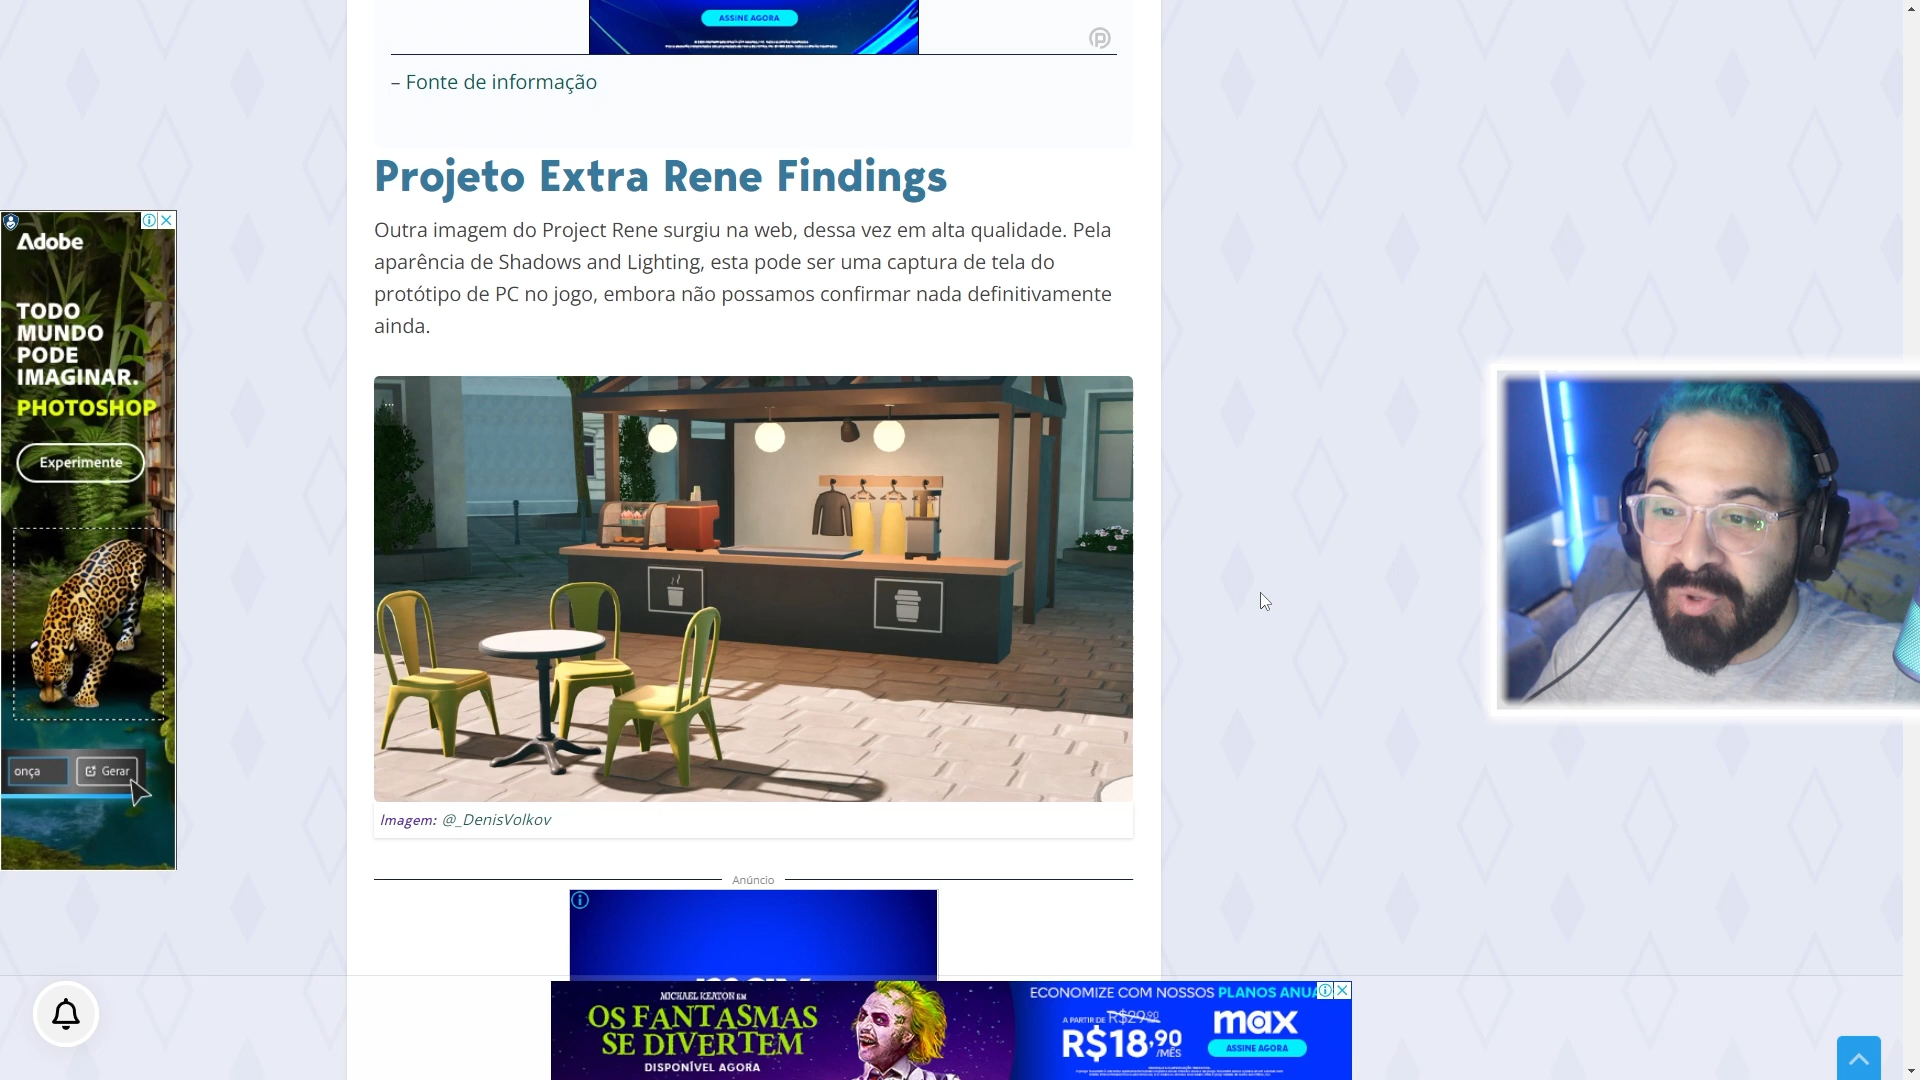 ASSINE AGORA
– Fonte de informação
Projeto Extra Rene Findings
Outra imagem do Project Rene surgiu na web, dessa vez em alta qualidade. Pela
aparência de Shadows and Lighting, esta pode ser uma captura de tela do
protótipo de PC no jogo, embora não possamos confirmar nada definitivamente
ainda.
Adobe
TODO
MUNDO
PODE
IMAGINAR.
PHOTOSHOP
Experimente
onça
Gerar
Imagem: @_DenisVolkov
Anúncio
MICHAEL KEATON EM
OS FANTASMAS
SE DIVERTEM
DISPONÍVEL AGORA
ECONOMIZE COM NOSSOS PLANOS ANUA
A PARTIR DE R$29,90
R$18,90
/MÊS
max
ASSINE AGORA